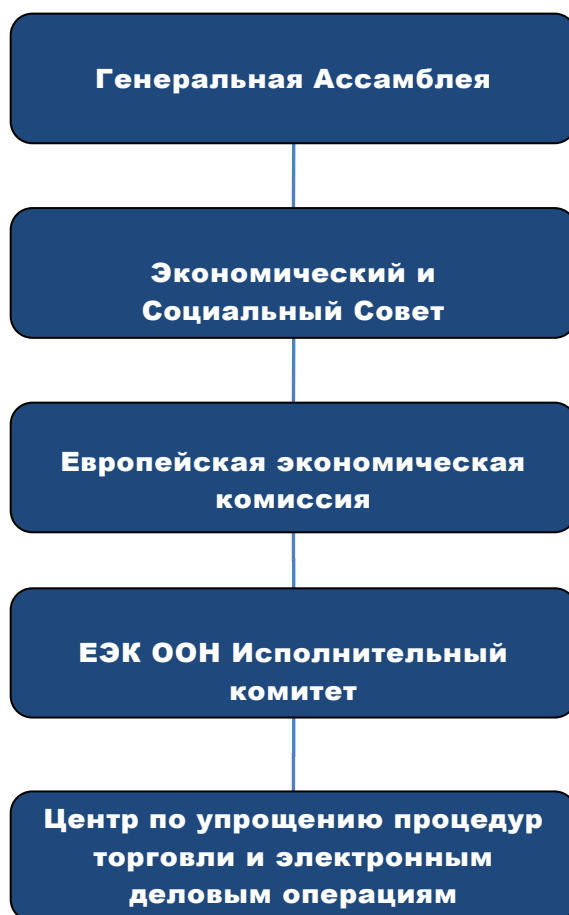 Генеральная Ассамблея
Экономический и
Социальный Совет
Европейская экономическая
комиссия
ЕЭК ООН Исполнительный
комитет
Центр по упрощению процедур
торговли и электронным
деловым операциям